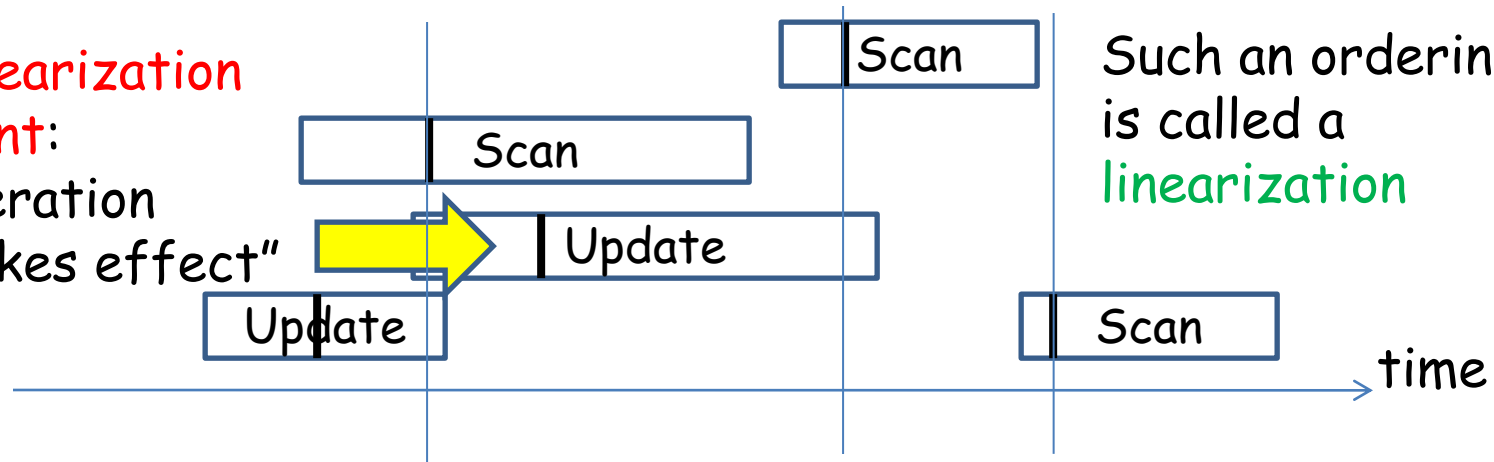 earization
nt:
eration
kes effect"
Scan
Scan
Update
Update
Scan
Such an orderin
is called a
linearization
time